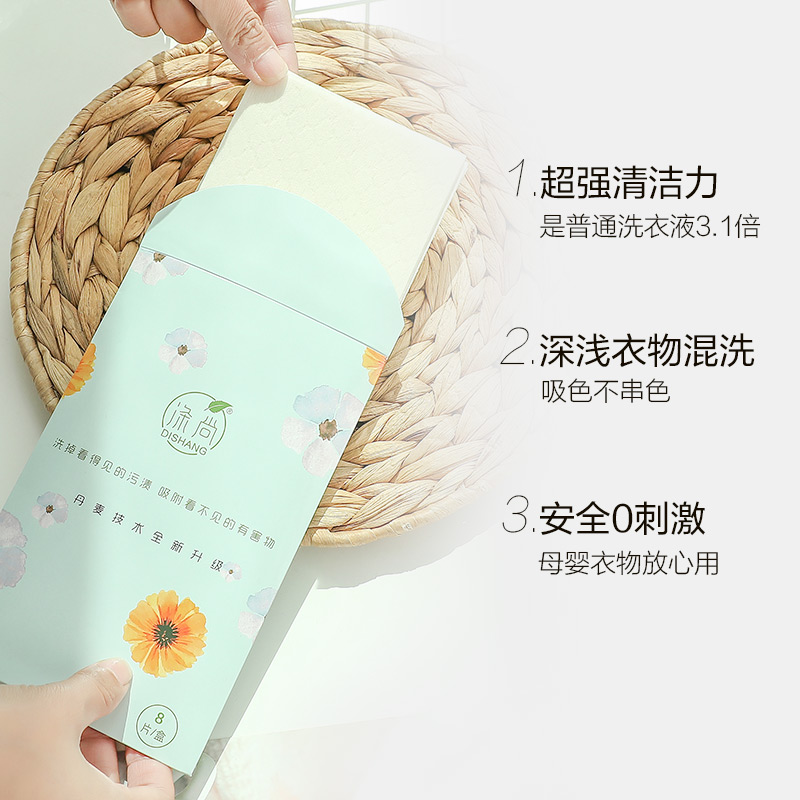 1.超强清洁力
是普通洗衣液3.1倍
2.深浅衣物混洗
吸色不串色
3.安全0刺激
母婴衣物放心用
涤尚®
DISHANG
洗掉看得见的污渍 吸附看不见的有害物
丹麦技术全新升级
8
片/盒